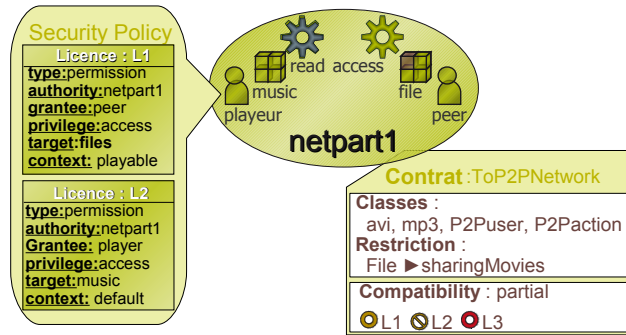 Security Policy
Licence : L1
type:permission
authority:netpart1
grantee:peer
privilege:access
target:files
context: playable
Licence : L2
type:permission
authority:netpart1
Grantee: player
privilege:access
target:music
context: default
read access
music file
playeur peer
netpart1
Contrat :ToP2PNetwork
Classes :
avi, mp3, P2Puser, P2Paction
Restriction :
File ►sharingMovies
Compatibility : partial
L1 L2 L3